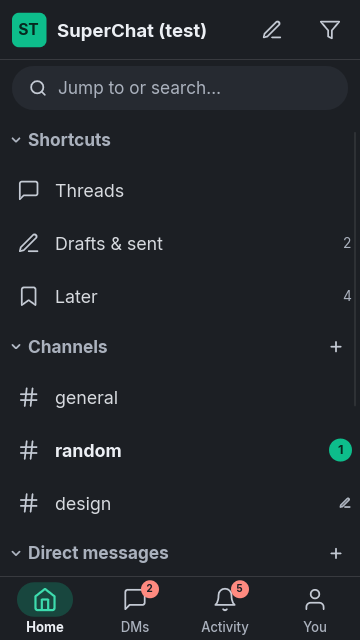 ST SuperChat (test)
Jump to or search...
Shortcuts
Threads
Drafts & sent 2
Later 4
Channels
general
random 1
design
Direct messages
2 5
Home DMs Activity You